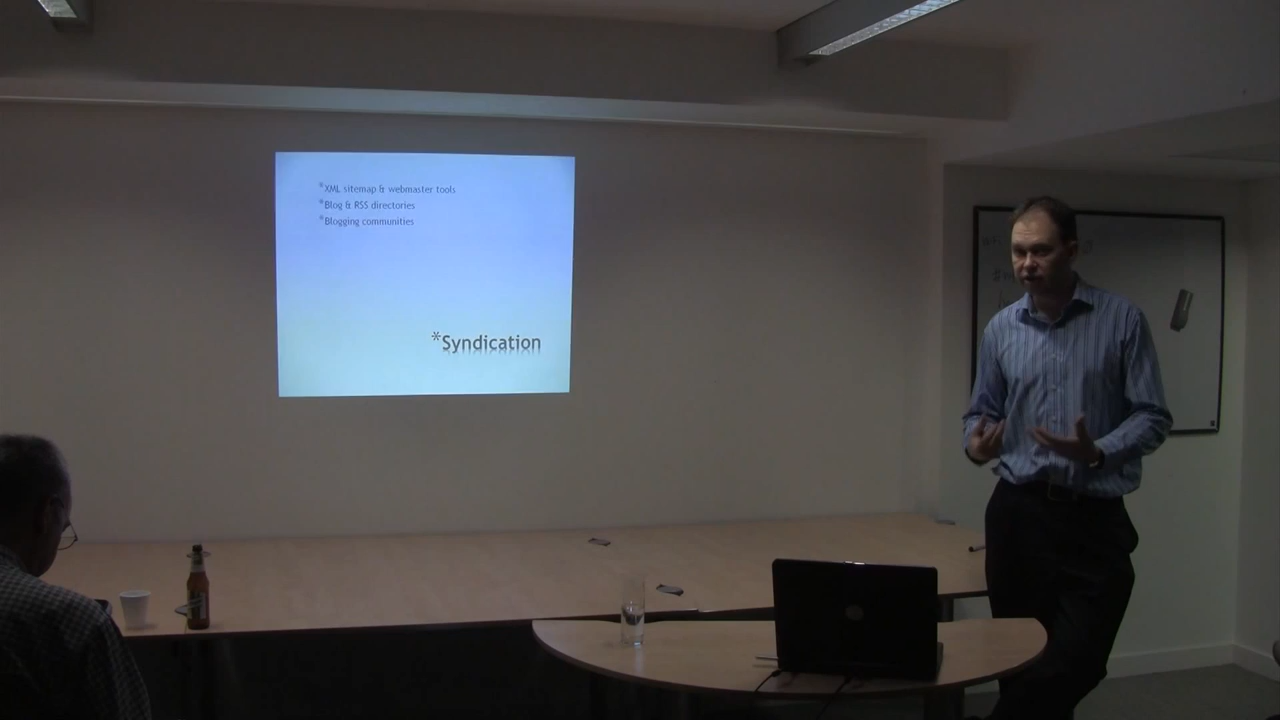 *XML sitemap & webmaster tools
*Blog & RSS directories
*Blogging communities
*Syndication